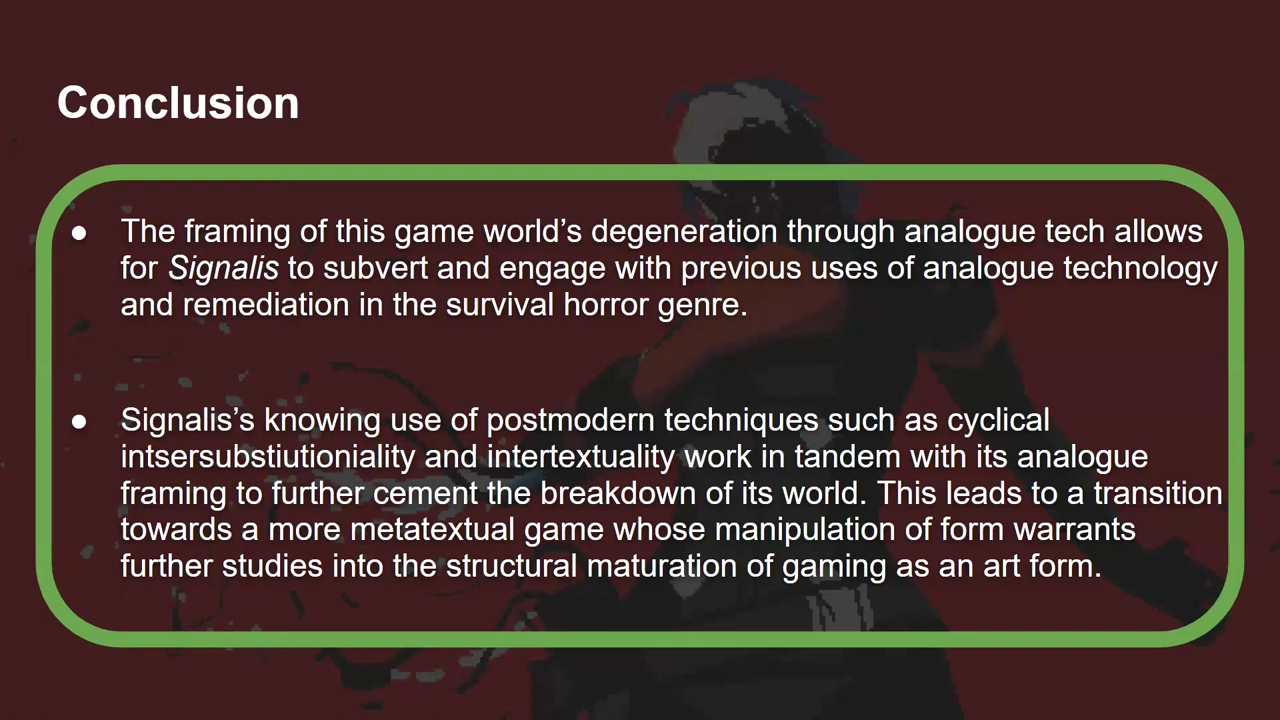 Conclusion
● The framing of this game world’s degeneration through analogue tech allows
for Signalis to subvert and engage with previous uses of analogue technology
and remediation in the survival horror genre.
● Signalis’s knowing use of postmodern techniques such as cyclical
intsersubstiutioniality and intertextuality work in tandem with its analogue
framing to further cement the breakdown of its world. This leads to a transition
towards a more metatextual game whose manipulation of form warrants
further studies into the structural maturation of gaming as an art form.